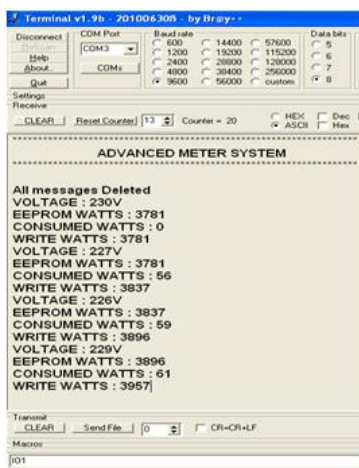 Terminal v1.9b - 20100630ß - by Br@y++
Disconnect
Help
About..
Quit
COM Port
COM3
COMs
Baud rate
600 14400 57600
1200 19200 115200
2400 28800 128000
4800 38400 256000
9600 56000 custom
Data bits
5
6
7
8
Settings
Receive
CLEAR Reset Counter 13 Counter = 20 HEX Dec
ASCII Hex
ADVANCED METER SYSTEM
All messages Deleted
VOLTAGE : 230V
EEPROM WATTS : 3781
CONSUMED WATTS : 0
WRITE WATTS : 3781
VOLTAGE : 227V
EEPROM WATTS : 3781
CONSUMED WATTS : 56
WRITE WATTS : 3837
VOLTAGE : 226V
EEPROM WATTS : 3837
CONSUMED WATTS : 59
WRITE WATTS : 3896
VOLTAGE : 229V
EEPROM WATTS : 3896
CONSUMED WATTS : 61
WRITE WATTS : 3957
Transmit
CLEAR Send File 0 CR=CR+LF
Macros